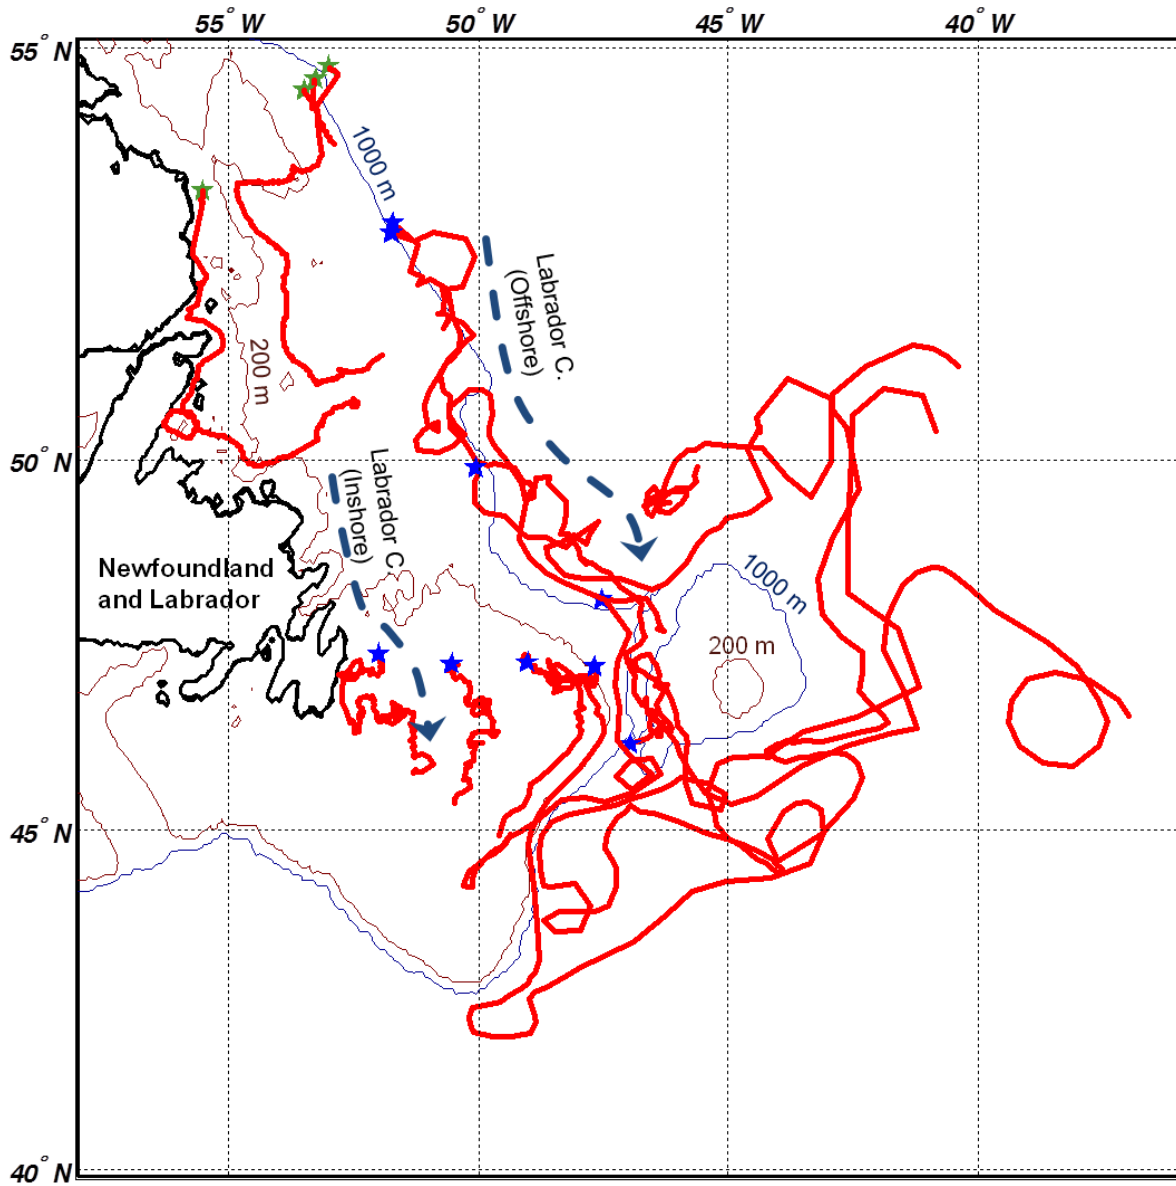 55° W
50° W
45° W
40° W
55° N
1000 m
Labrador C.
(Offshore)
200 m
50° N
Labrador C.
(Inshore)
Newfoundland
and Labrador
1000 m
200 m
45° N
40° N